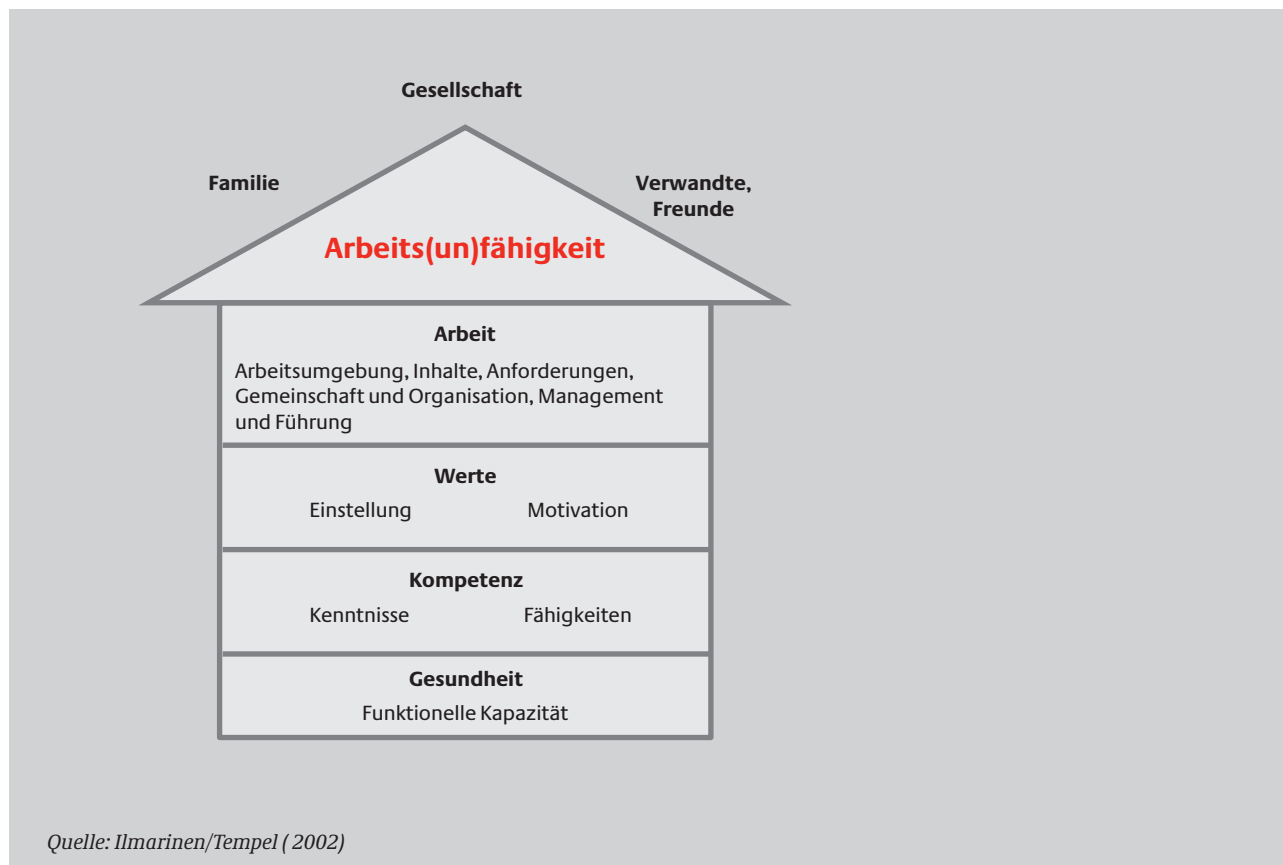 Gesellschaft
Familie
Verwandte,
Freunde
Arbeits(un)fähigkeit
Arbeit
Arbeitsumgebung, Inhalte, Anforderungen,
Gemeinschaft und Organisation, Management
und Führung
Werte
Einstellung Motivation
Kompetenz
Kenntnisse Fähigkeiten
Gesundheit
Funktionelle Kapazität
Quelle: Ilmarinen/Tempel ( 2002)